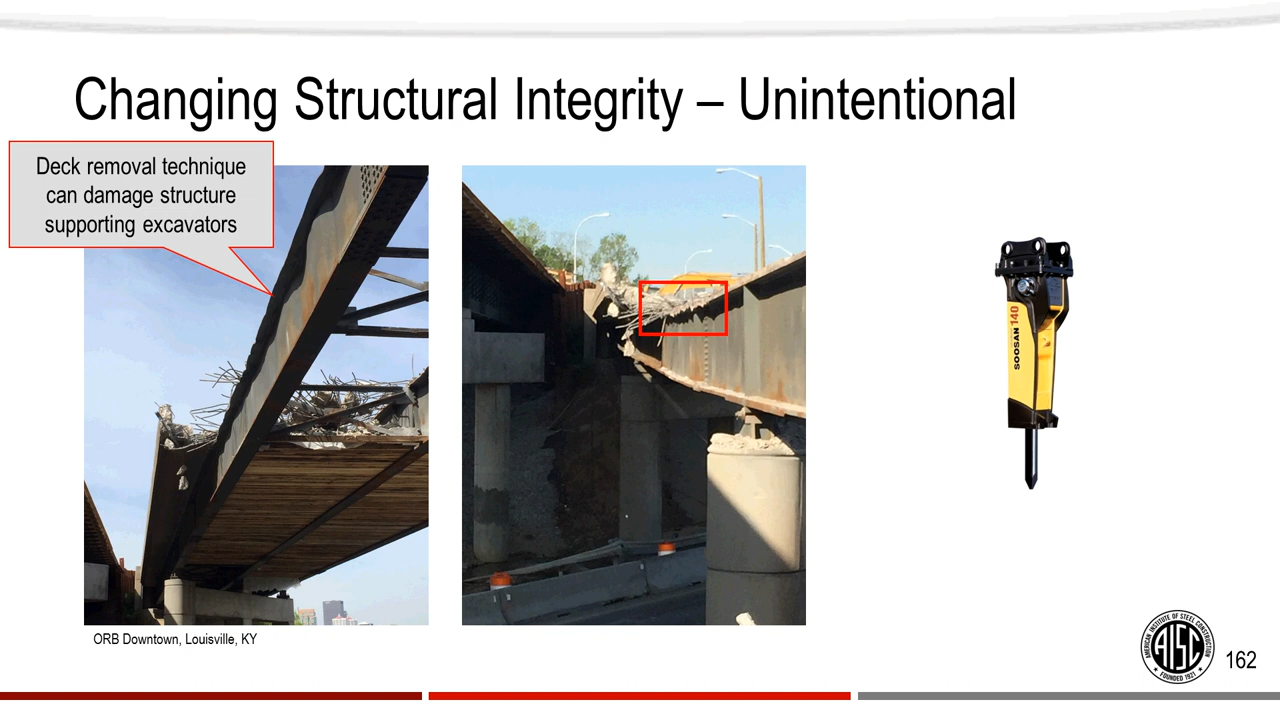 Changing Structural Integrity – Unintentional
Deck removal technique
can damage structure
supporting excavators
SOOSAN 140
ORB Downtown, Louisville, KY
AMERICAN INSTITUTE OF STEEL CONSTRUCTION
AISC
FOUNDED 1921
162